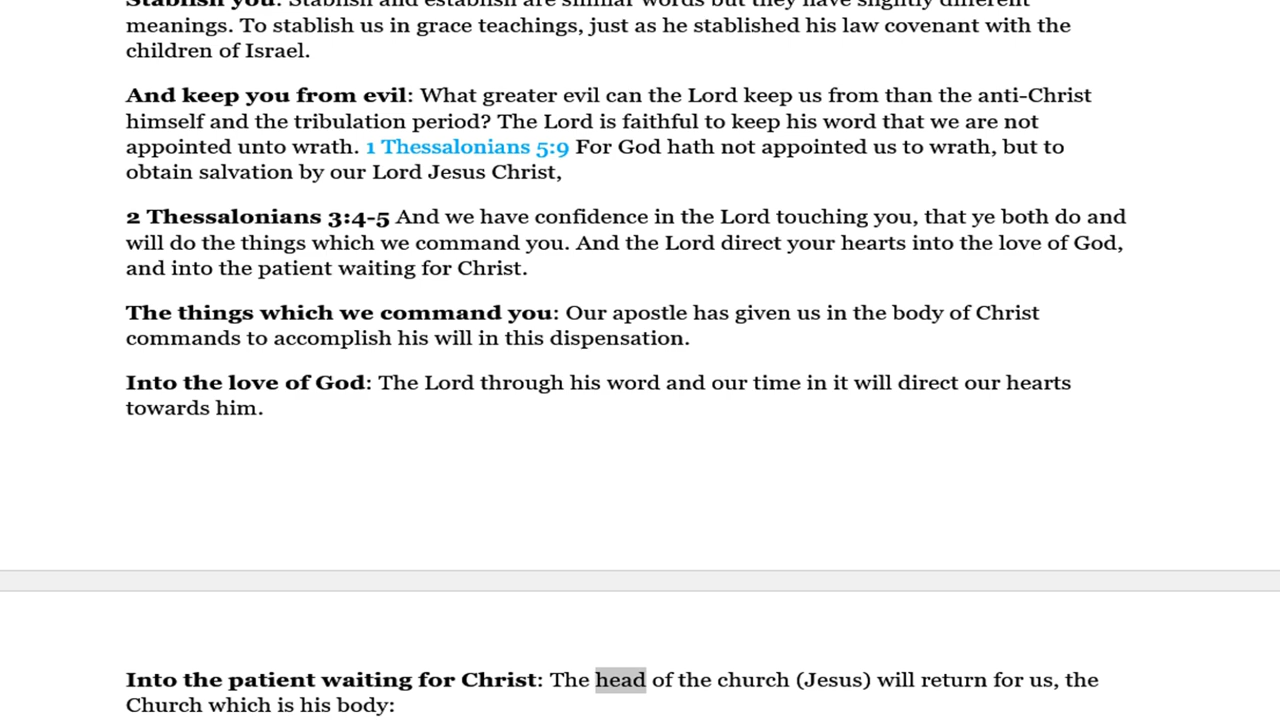 Stablish you: Stablish and establish are similar words but they have slightly different
meanings. To stablish us in grace teachings, just as he stablished his law covenant with the
children of Israel.
And keep you from evil: What greater evil can the Lord keep us from than the anti-Christ
himself and the tribulation period? The Lord is faithful to keep his word that we are not
appointed unto wrath. 1 Thessalonians 5:9 For God hath not appointed us to wrath, but to
obtain salvation by our Lord Jesus Christ,
2 Thessalonians 3:4-5 And we have confidence in the Lord touching you, that ye both do and
will do the things which we command you. And the Lord direct your hearts into the love of God,
and into the patient waiting for Christ.
The things which we command you: Our apostle has given us in the body of Christ
commands to accomplish his will in this dispensation.
Into the love of God: The Lord through his word and our time in it will direct our hearts
towards him.
Into the patient waiting for Christ: The head of the church (Jesus) will return for us, the
Church which is his body: